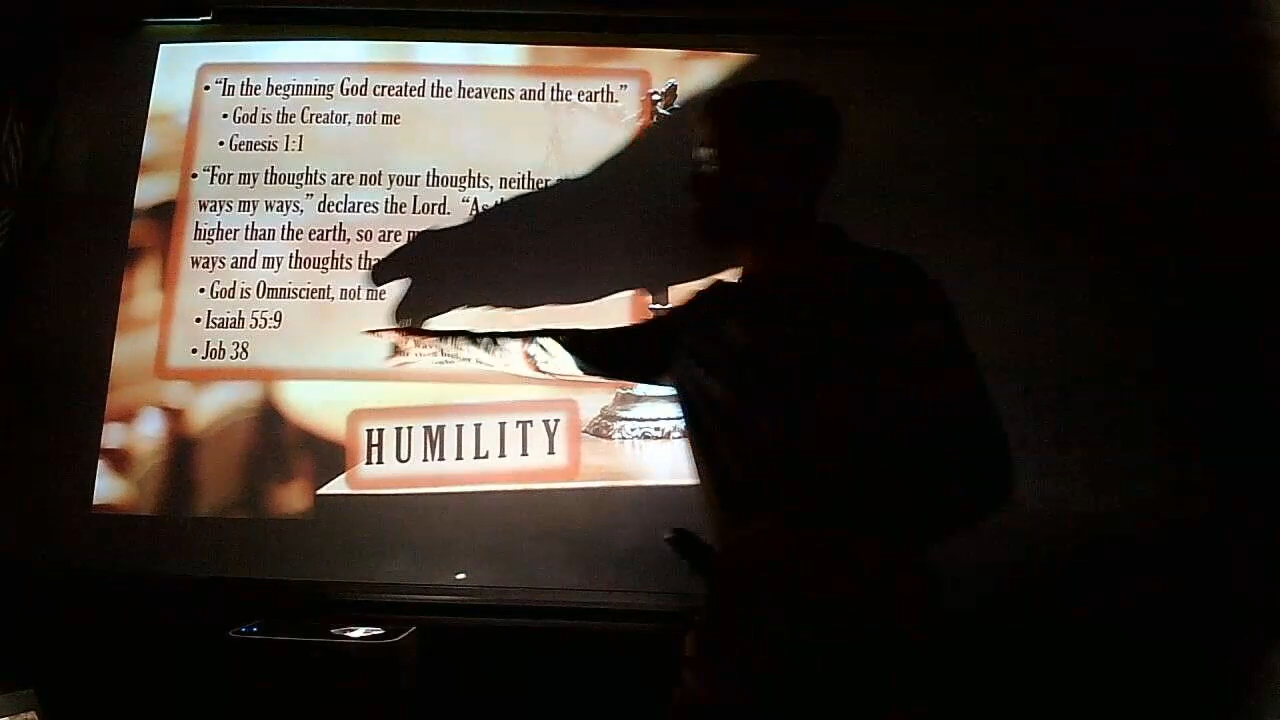 • “In the beginning God created the heavens and the earth.”
• God is the Creator, not me
• Genesis 1:1
• “For my thoughts are not your thoughts, neither
ways my ways,” declares the Lord. “As
higher than the earth, so are
ways and my thoughts
• God is Omniscient, not me
• Isaiah 55:9
• Job 38
HUMILITY